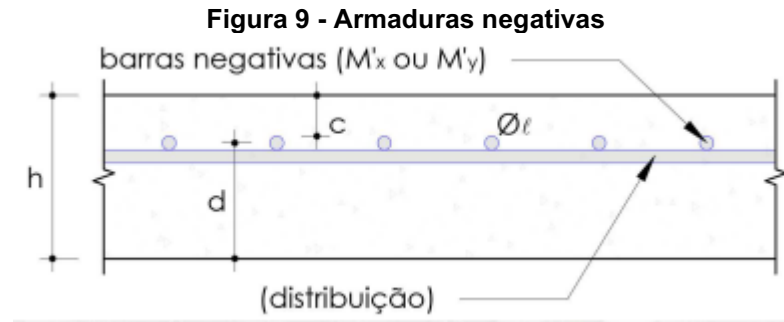 Figura 9 - Armaduras negativas
barras negativas (M'x ou M'y)
c
Øℓ
h
d
(distribuição)